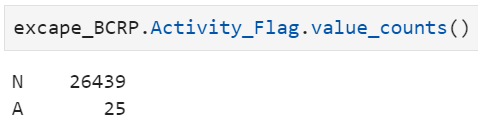 excape_BCRP.Activity_Flag.value_counts()
N    26439
A       25